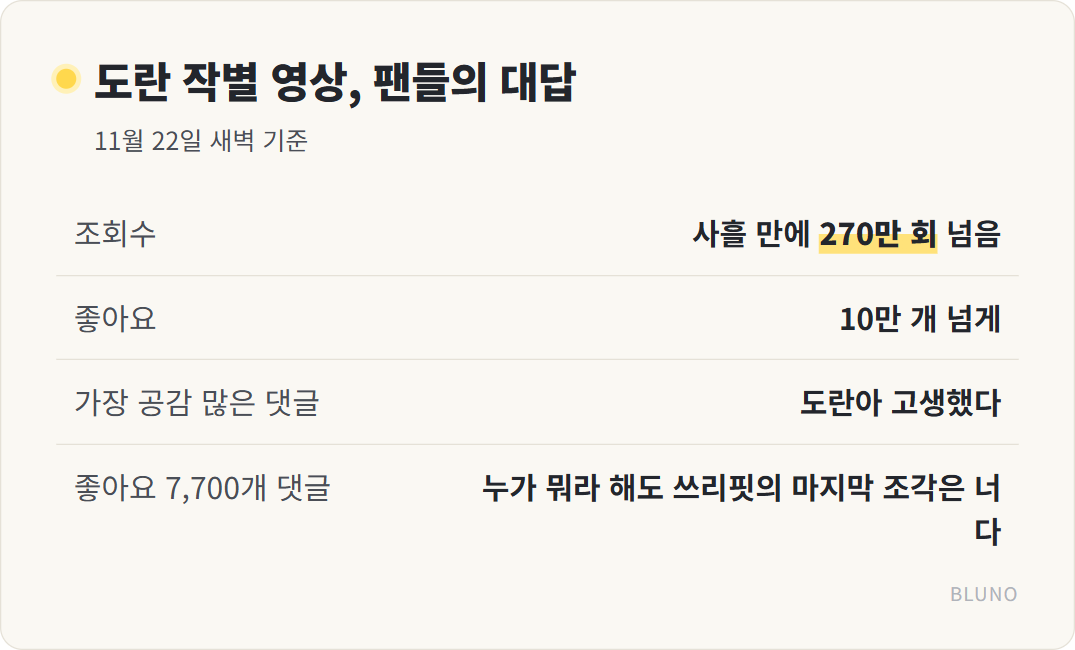 도란 작별 영상, 팬들의 대답
11월 22일 새벽 기준
조회수 사흘 만에 270만 회 넘음
좋아요 10만 개 넘게
가장 공감 많은 댓글 도란아 고생했다
좋아요 7,700개 댓글 누가 뭐라 해도 쓰리핏의 마지막 조각은 너
다
BLUNO